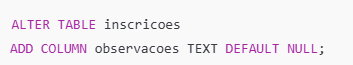 ALTER TABLE inscricoes
ADD COLUMN observacoes TEXT DEFAULT NULL;